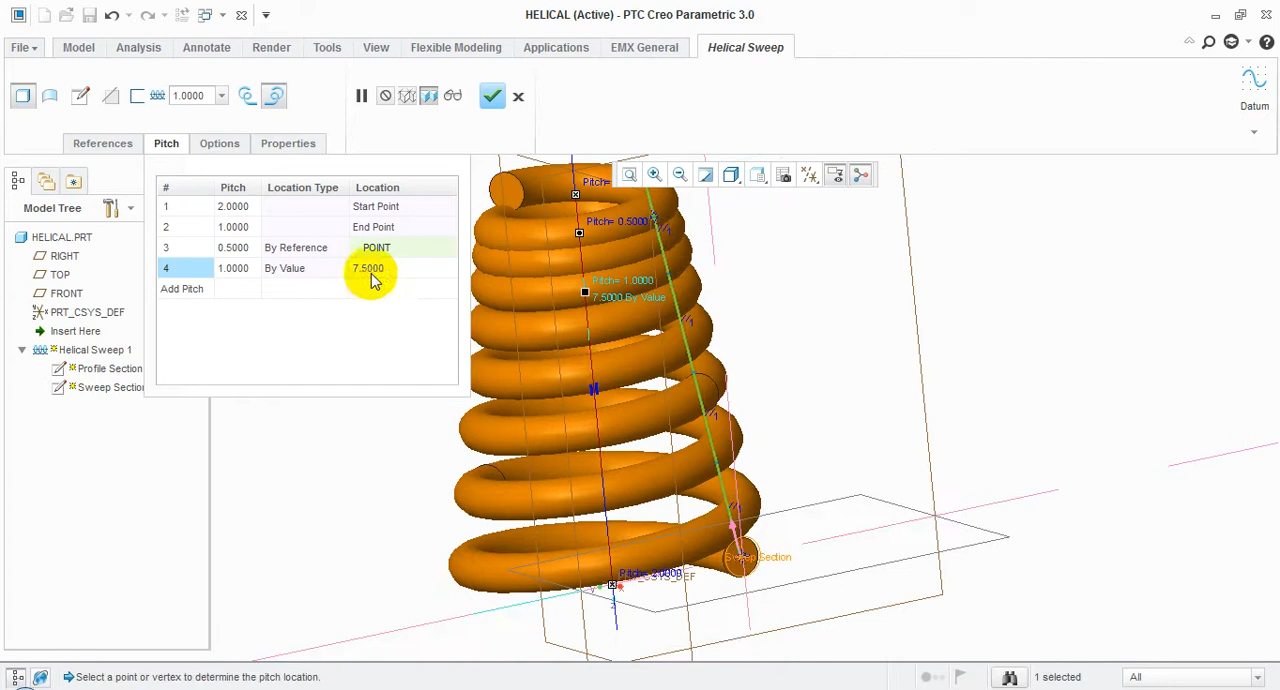 HELICAL (Active) - PTC Creo Parametric 3.0
File Model Analysis Annotate Render Tools View Flexible Modeling Applications EMX General Helical Sweep
1.0000
Datum
References Pitch Options Properties
Model Tree
HELICAL.PRT
RIGHT
TOP
FRONT
PRT_CSYS_DEF
Insert Here
Helical Sweep 1
Profile Section
Sweep Section
# Pitch Location Type Location
1 2.0000 Start Point
2 1.0000 End Point
3 0.5000 By Reference POINT
4 1.0000 By Value 7.5000
Add Pitch
Pitch=
Pitch= 0.5000
Pitch= 1.0000
7.5000 By Value
Sweep Section
Pitch= 2.0000
Select a point or vertex to determine the pitch location.
1 selected
All